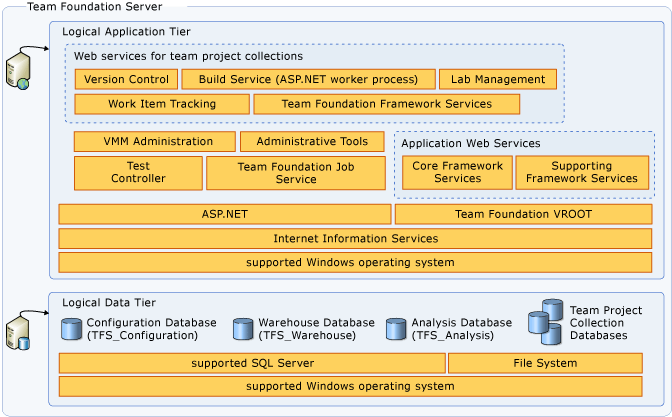 Team Foundation Server
Logical Application Tier
Web services for team project collections
Version Control
Build Service (ASP.NET worker process)
Lab Management
Work Item Tracking
Team Foundation Framework Services
VMM Administration
Administrative Tools
Test
Controller
Team Foundation Job
Service
Application Web Services
Core Framework
Services
Supporting
Framework Services
ASP.NET
Team Foundation VROOT
Internet Information Services
supported Windows operating system
Logical Data Tier
Configuration Database
(TFS_Configuration)
Warehouse Database
(TFS_Warehouse)
Analysis Database
(TFS_Analysis)
Team Project
Collection
Databases
supported SQL Server
File System
supported Windows operating system